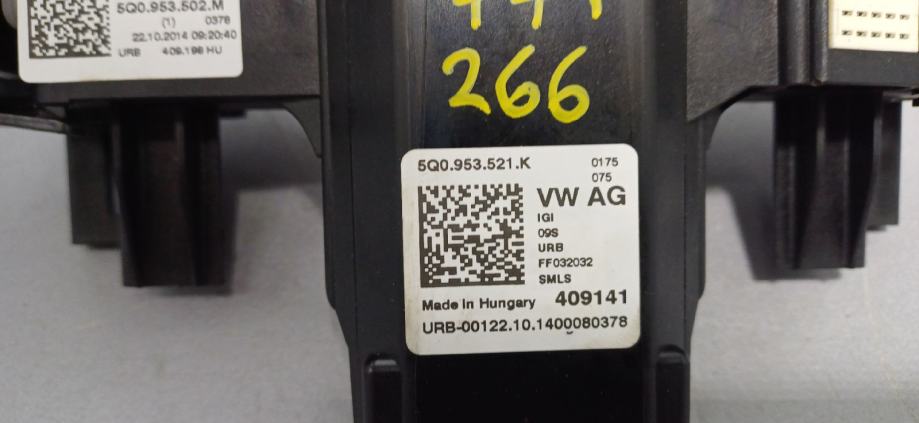 5Q0.953.502.M
(1) 0378
22.10.2014 09:20:40
URB 409.196 HU
266
5Q0.953.521.K 0175
075
VW AG
IGI
09S
URB
FF032032
SMLS
Made in Hungary 409141
URB-00122.10.1400080378